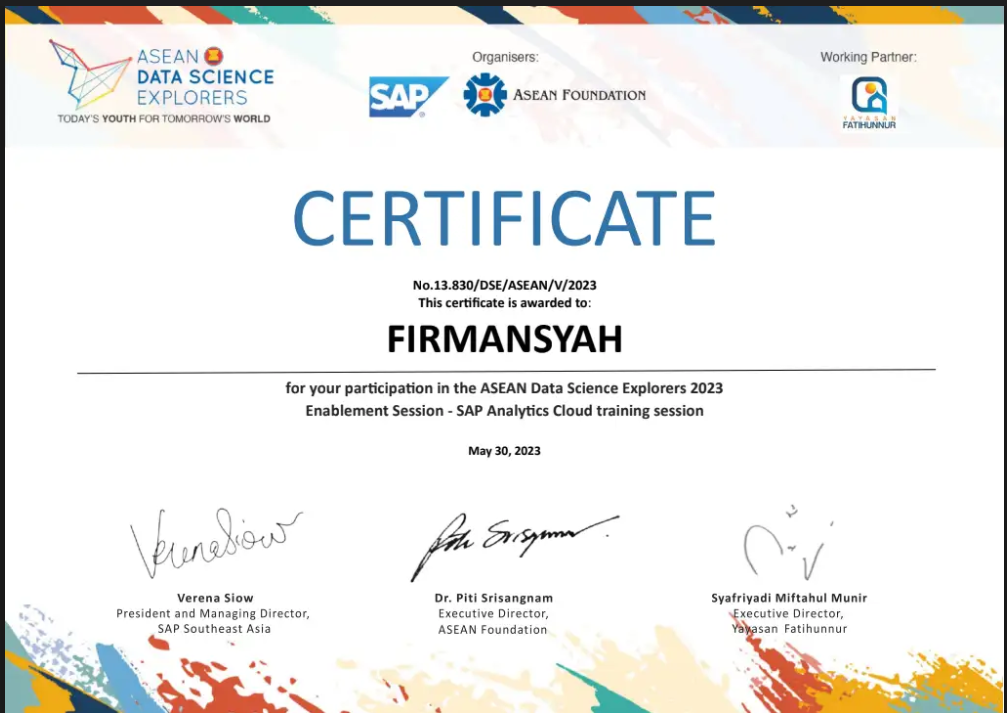 ASEAN
DATA SCIENCE
EXPLORERS
TODAY'S YOUTH FOR TOMORROW'S WORLD
Organisers:
SAP
ASEAN FOUNDATION
Working Partner:
YAYASAN
FATIHUNNUR
CERTIFICATE
No.13.830/DSE/ASEAN/V/2023
This certificate is awarded to:
FIRMANSYAH
for your participation in the ASEAN Data Science Explorers 2023
Enablement Session - SAP Analytics Cloud training session
May 30, 2023
Verena Siow
Verena Siow
President and Managing Director,
SAP Southeast Asia
Dr. Piti Srisangnam
Executive Director,
ASEAN Foundation
Syafriyadi Miftahul Munir
Executive Director,
Yayasan Fatihunnur